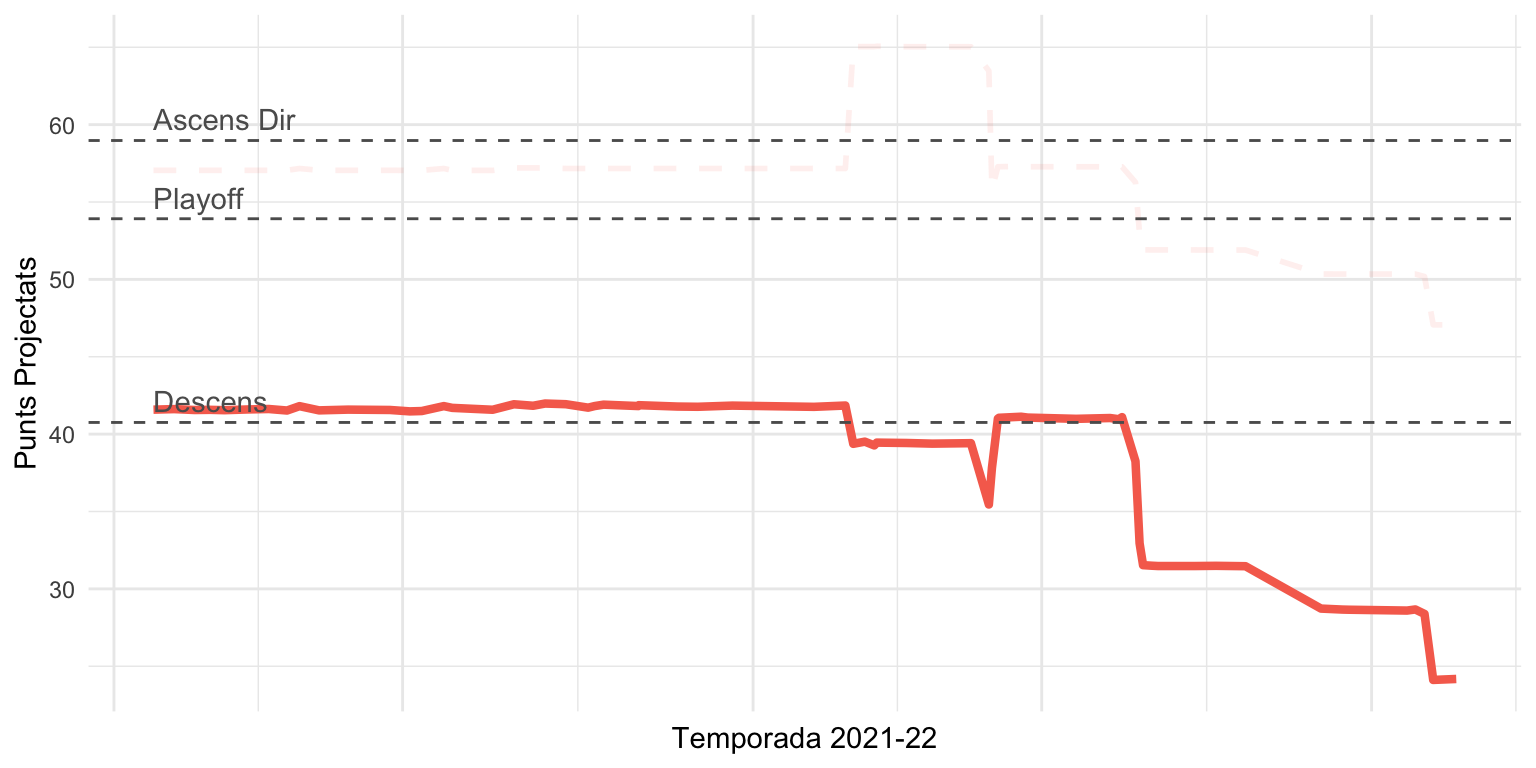 Punts Projectats
60
50
40
30
Ascens Dir
Playoff
Descens
Temporada 2021-22